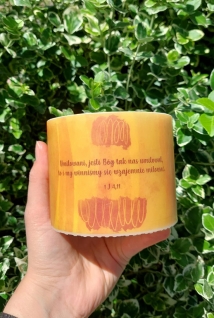 Umiłowani, jeśli Bóg tak nas umiłował,
to i my winniśmy się wzajemnie miłować.
1 J 4,11